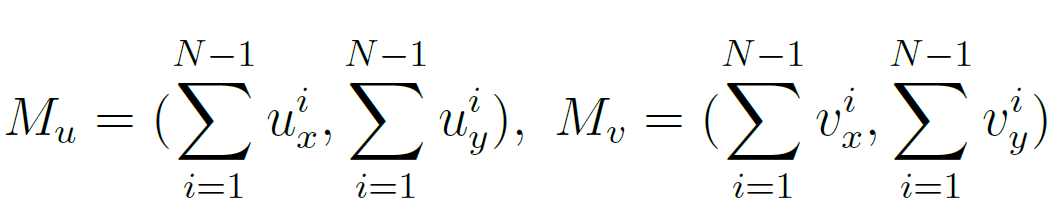 M_u = (\sum_{i=1}^{N-1} u_x^i, \sum_{i=1}^{N-1} u_y^i), M_v = (\sum_{i=1}^{N-1} v_x^i, \sum_{i=1}^{N-1} v_y^i)